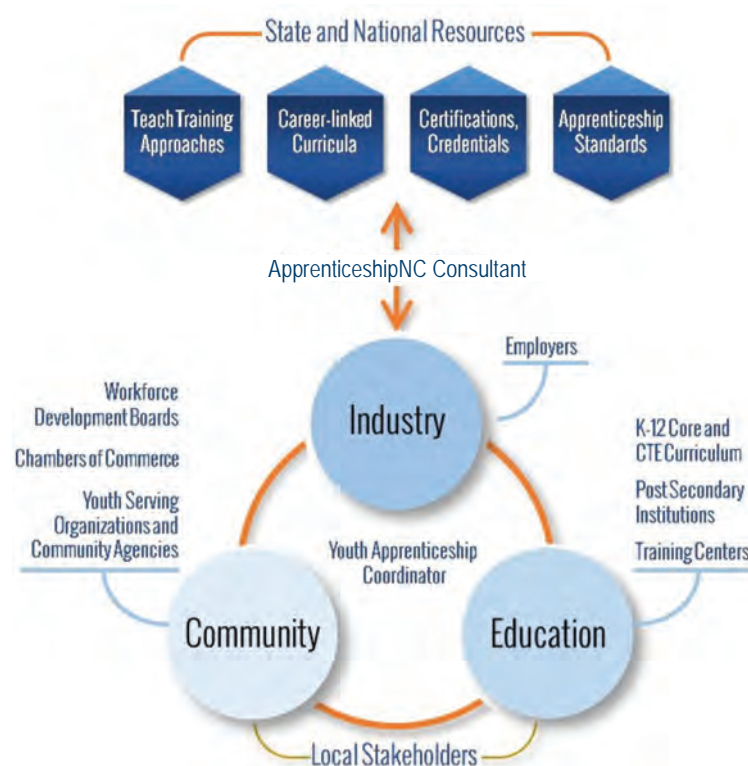 State and National Resources
Teach Training
Approaches
Career-linked
Curricula
Certifications,
Credentials
Apprenticeship
Standards
ApprenticeshipNC Consultant
Industry
Employers
Workforce
Development Boards
Chambers of Commerce
Youth Serving
Organizations and
Community Agencies
K-12 Core and
CTE Curriculum
Post Secondary
Institutions
Training Centers
Youth Apprenticeship
Coordinator
Community
Education
Local Stakeholders